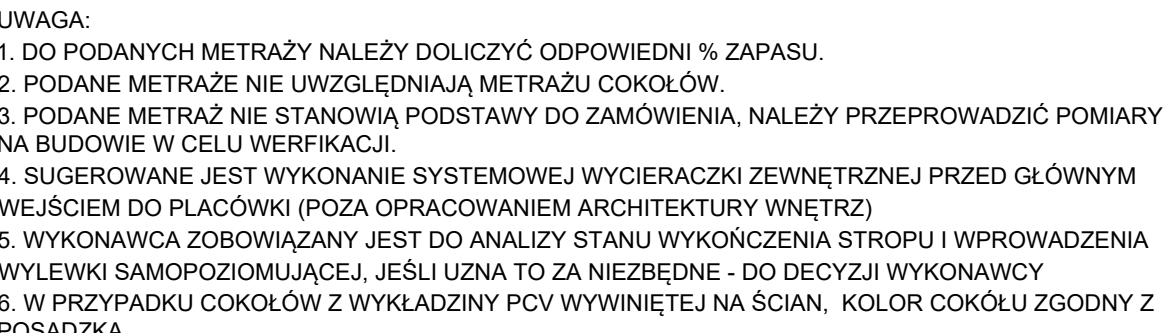 UWAGA:
1. DO PODANYCH METRAŻY NALEŻY DOLICZYĆ ODPOWIEDNI % ZAPASU.
2. PODANE METRAŻE NIE UWZGLĘDNIAJĄ METRAŻU COKOŁÓW.
3. PODANE METRAŻ NIE STANOWIĄ PODSTAWY DO ZAMÓWIENIA, NALEŻY PRZEPROWADZIĆ POMIARY
NA BUDOWIE W CELU WERFIKACJI.
4. SUGEROWANE JEST WYKONANIE SYSTEMOWEJ WYCIERACZKI ZEWNĘTRZNEJ PRZED GŁÓWNYM
WEJŚCIEM DO PLACÓWKI (POZA OPRACOWANIEM ARCHITEKTURY WNĘTRZ)
5. WYKONAWCA ZOBOWIĄZANY JEST DO ANALIZY STANU WYKOŃCZENIA STROPU I WPROWADZENIA
WYLEWKI SAMOPOZIOMUJĄCEJ, JEŚLI UZNA TO ZA NIEZBĘDNE - DO DECYZJI WYKONAWCY
6. W PRZYPADKU COKOŁÓW Z WYKŁADZINY PCV WYWINIĘTEJ NA ŚCIAN, KOLOR COKÓŁU ZGODNY Z
POSADZKĄ